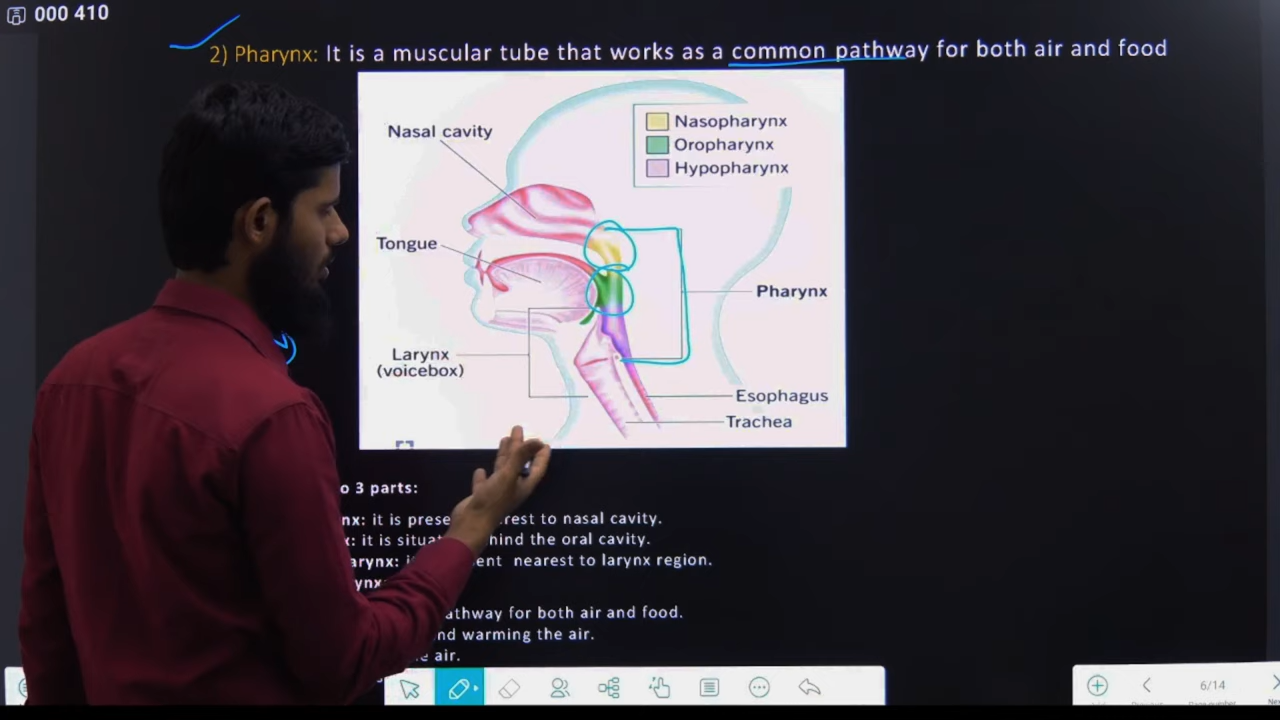 000 410
2) Pharynx: It is a muscular tube that works as a common pathway for both air and food
Nasopharynx
Oropharynx
Hypopharynx
Nasal cavity
Tongue
Pharynx
Larynx
(voicebox)
Esophagus
Trachea
o 3 parts:
nx: it is prese rest to nasal cavity.
x: it is situat hind the oral cavity.
arynx: i ent nearest to larynx region.
ynx
athway for both air and food.
nd warming the air.
e air.
6/14